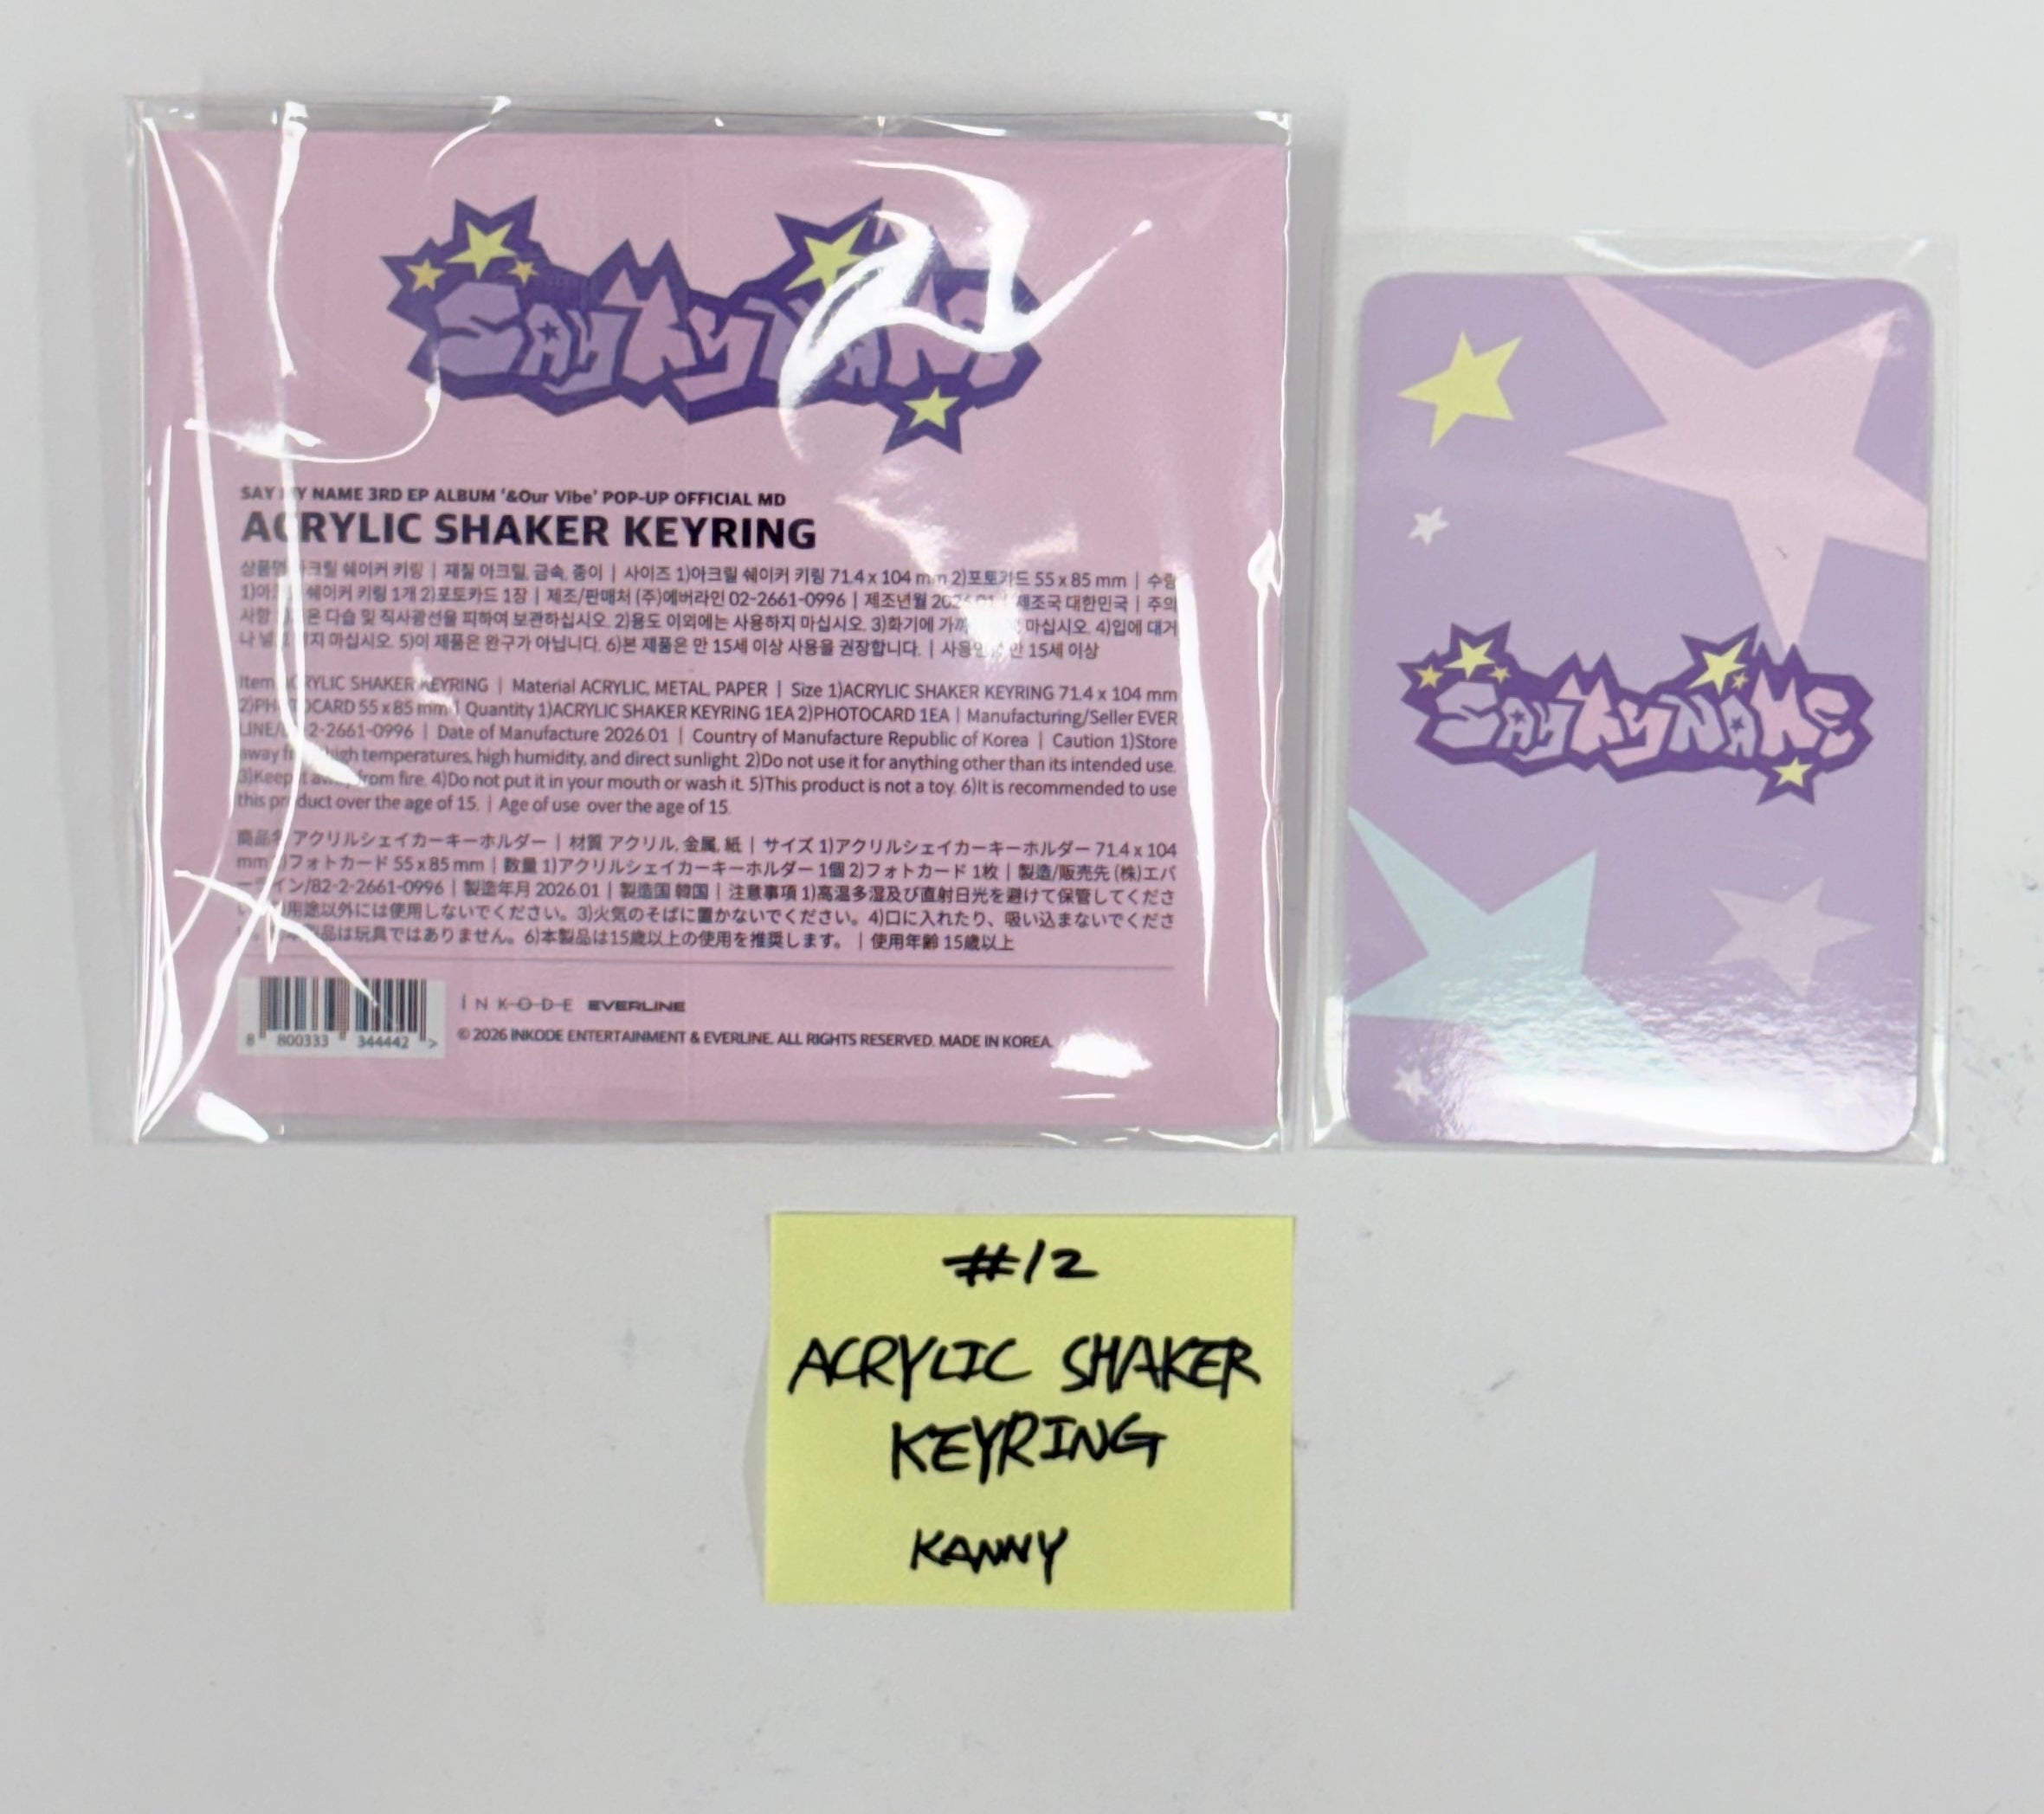 SAY MY NAME
SAY MY NAME 3RD EP ALBUM '&Our Vibe' POP-UP OFFICIAL MD
ACRYLIC SHAKER KEYRING
상품명 아크릴 쉐이커 키링 | 재질 아크릴, 금속, 종이 | 사이즈 1)아크릴 쉐이커 키링 71.4 x 104 mm 2)포토카드 55 x 85 mm | 수량
쉐이커 키링 1개 2)포토카드 1장 | 제조/판매처 (주)에버라인 02-2661-0996 | 제조년월 2026.01 | 제조국 대한민국 | 주의
사항 다습 및 직사광선을 피하여 보관하십시오. 2)용도 이외에는 사용하지 마십시오. 3)화기에 마십시오. 4)입에 대거
나 마십시오. 5)이 제품은 완구가 아닙니다. 6)본 제품은 만 15세 이상 사용을 권장합니다. | 만 15세 이상
Item ACRYLIC SHAKER KEYRING | Material ACRYLIC, METAL, PAPER | Size 1)ACRYLIC SHAKER KEYRING 71.4 x 104 mm
2)PHOTOCARD 55 x 85 mm | Quantity 1)ACRYLIC SHAKER KEYRING 1EA 2)PHOTOCARD 1EA | Manufacturing/Seller EVER
LINE/82-2-2661-0996 | Date of Manufacture 2026.01 | Country of Manufacture Republic of Korea | Caution 1)Store
away from high temperatures, high humidity, and direct sunlight. 2)Do not use it for anything other than its intended use.
3)Keep it away from fire. 4)Do not put it in your mouth or wash it. 5)This product is not a toy. 6)It is recommended to use
this product over the age of 15. | Age of use over the age of 15.
商品名 アクリルシェイカーキーホルダー | 材質 アクリル, 金属, 紙 | サイズ 1)アクリルシェイカーキーホルダー 71.4 x 104
mm 2)フォトカード 55 x 85 mm | 数量 1)アクリルシェイカーキーホルダー 1個 2)フォトカード 1枚 | 製造/販売先 (株)エバ
ーライン/82-2-2661-0996 | 製造年月 2026.01 | 製造国 韓国 | 注意事項 1)高温多湿及び直射日光を避けて保管してくださ
用途以外には使用しないでください。3)火気のそばに置かないでください。4)口に入れたり、吸い込まないでくださ
製品は玩具ではありません。6)本製品は15歳以上の使用を推奨します。 | 使用年齢 15歳以上
INKODE EVERLINE
8 800333 344442 >
© 2026 INKODE ENTERTAINMENT & EVERLINE. ALL RIGHTS RESERVED. MADE IN KOREA.
SAY MY NAME
#12
ACRYLIC SHAKER
KEYRING
KANNY